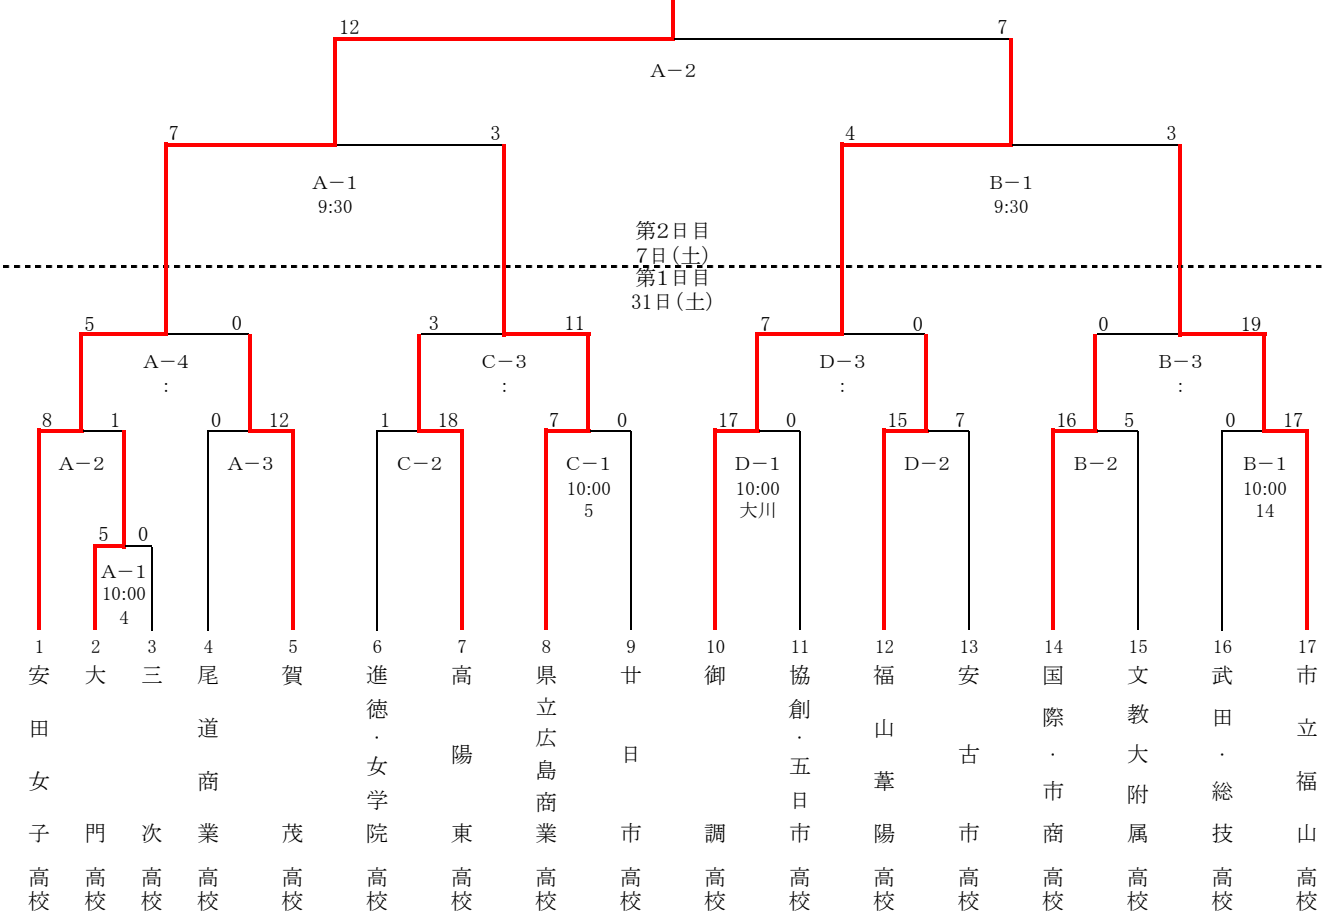 12 7
A－2
7 3 4 3
A－1 B－1
9:30 9:30
第2日目
7日(土)
第1日目
31日(土)
5 0 3 11 7 0 0 19
A－4 C－3 D－3 B－3
: : : :
8 1 0 12 1 18 7 0 17 0 15 7 16 5 0 17
A－2 A－3 C－2 C－1 D－1 D－2 B－2 B－1
10:00 10:00 10:00
5 大川 14
5 0
A－1
10:00
4
1 2 3 4 5 6 7 8 9 10 11 12 13 14 15 16 17
安田女子高校
大門高校
三次高校
尾道商業高校
賀茂高校
進徳・女学院高校
高陽東高校
県立広島商業高校
廿日市高校
御調高校
協創・五日市高校
福山葦陽高校
安古市高校
国際・市商高校
文教大附属高校
武田・総技高校
市立福山高校